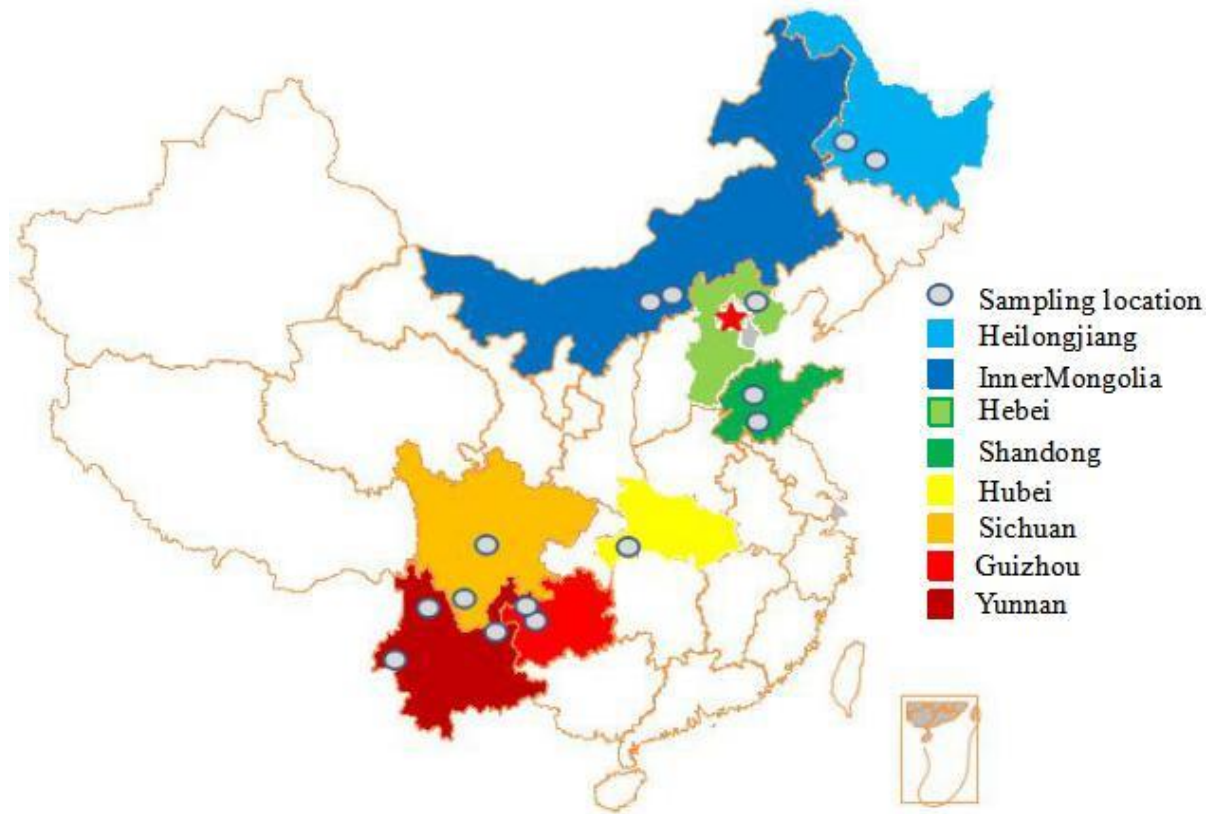 Sampling location
Heilongjiang
InnerMongolia
Hebei
Shandong
Hubei
Sichuan
Guizhou
Yunnan